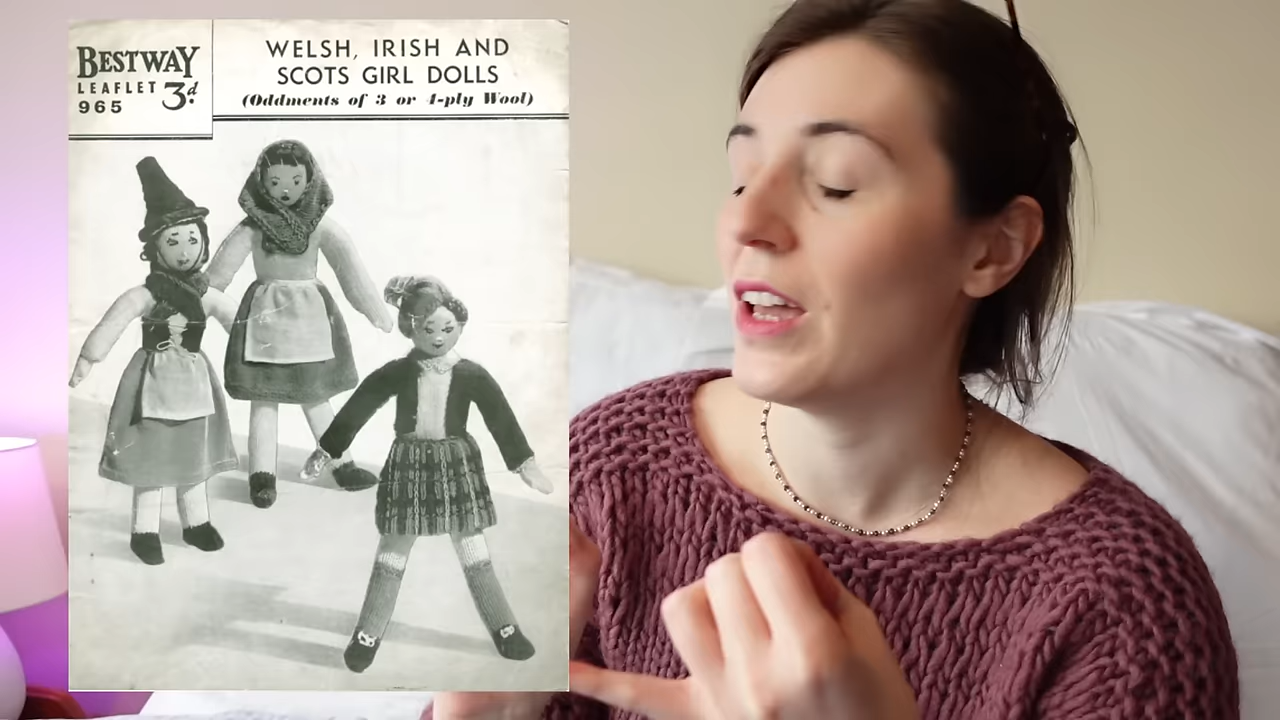 BESTWAY
LEAFLET 3d.
965
WELSH, IRISH AND
SCOTS GIRL DOLLS
(Oddments of 3 or 4-ply Wool)